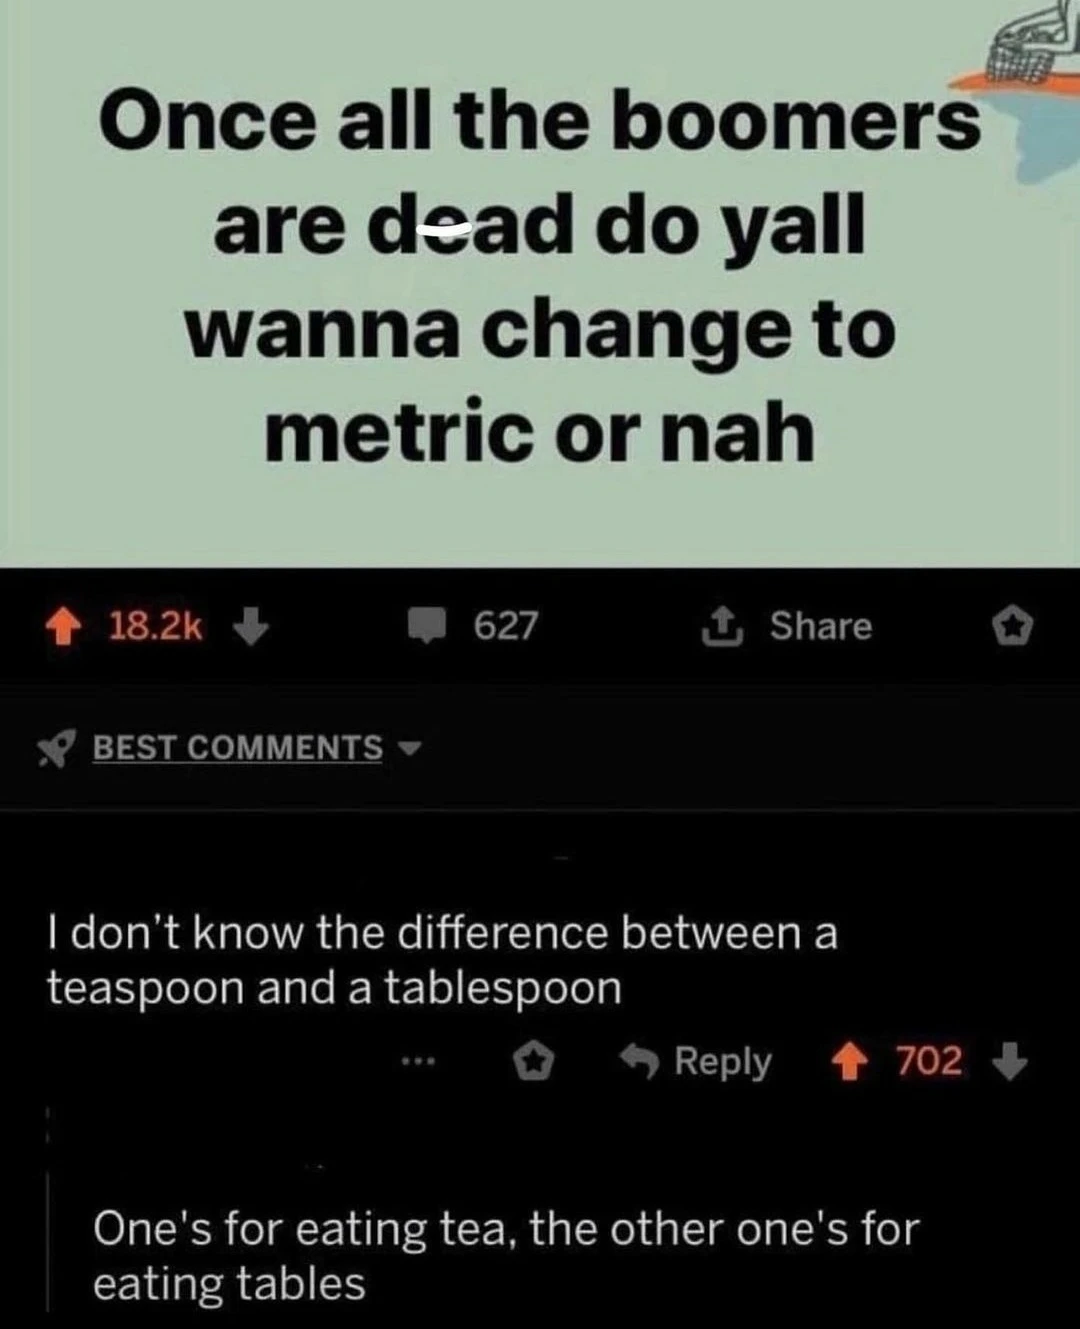 Once all the boomers
are dead do yall
wanna change to
metric or nah
18.2k 627 Share
BEST COMMENTS
I don't know the difference between a
teaspoon and a tablespoon
... Reply 702
One's for eating tea, the other one's for
eating tables